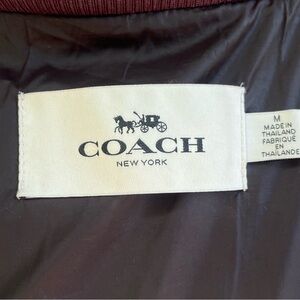 COACH
NEW YORK
M
MADE IN
THAILAND
FABRIQUÉ
EN
THAÏLANDE